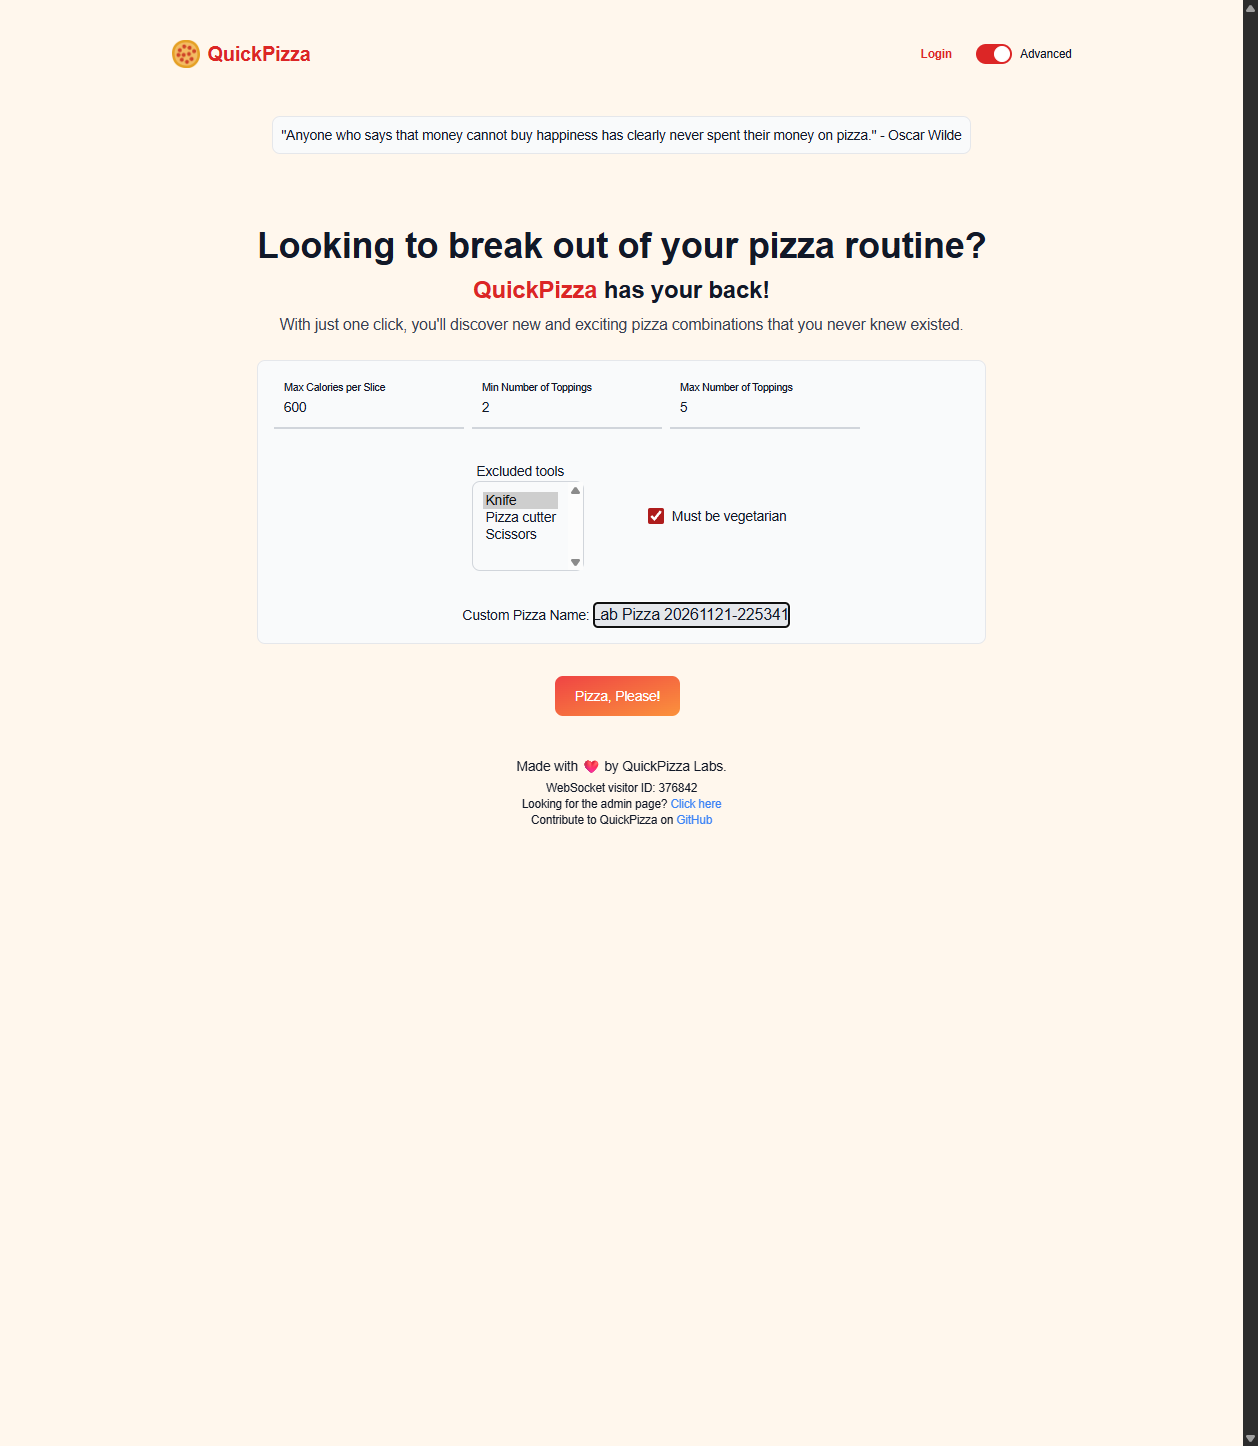 QuickPizza
Login
Advanced
"Anyone who says that money cannot buy happiness has clearly never spent their money on pizza." - Oscar Wilde
Looking to break out of your pizza routine?
QuickPizza has your back!
With just one click, you'll discover new and exciting pizza combinations that you never knew existed.
Max Calories per Slice
600
Min Number of Toppings
2
Max Number of Toppings
5
Excluded tools
Knife
Pizza cutter
Scissors
Must be vegetarian
Custom Pizza Name: Lab Pizza 20261121-225341
Pizza, Please!
Made with ❤️ by QuickPizza Labs.
WebSocket visitor ID: 376842
Looking for the admin page? Click here
Contribute to QuickPizza on GitHub